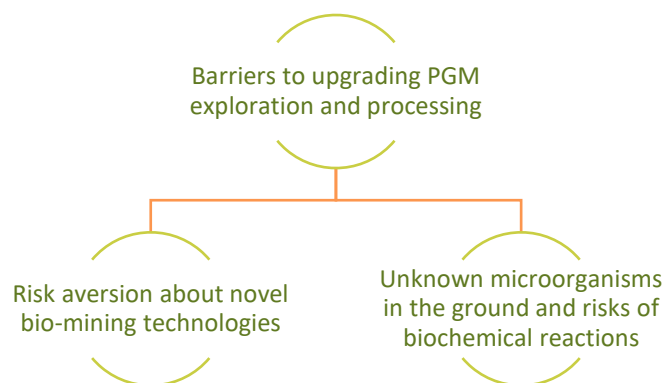 Barriers to upgrading PGM
exploration and processing
Risk aversion about novel
bio-mining technologies
Unknown microorganisms
in the ground and risks of
biochemical reactions